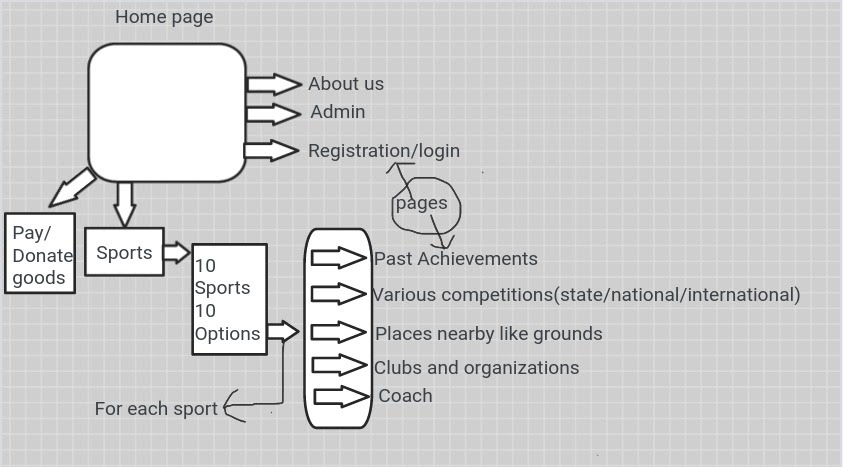 Home page
About us
Admin
Registration/login
pages
Pay/
Donate
goods
Sports
10
Sports
10
Options
Past Achievements
Various competitions(state/national/international)
Places nearby like grounds
Clubs and organizations
Coach
For each sport